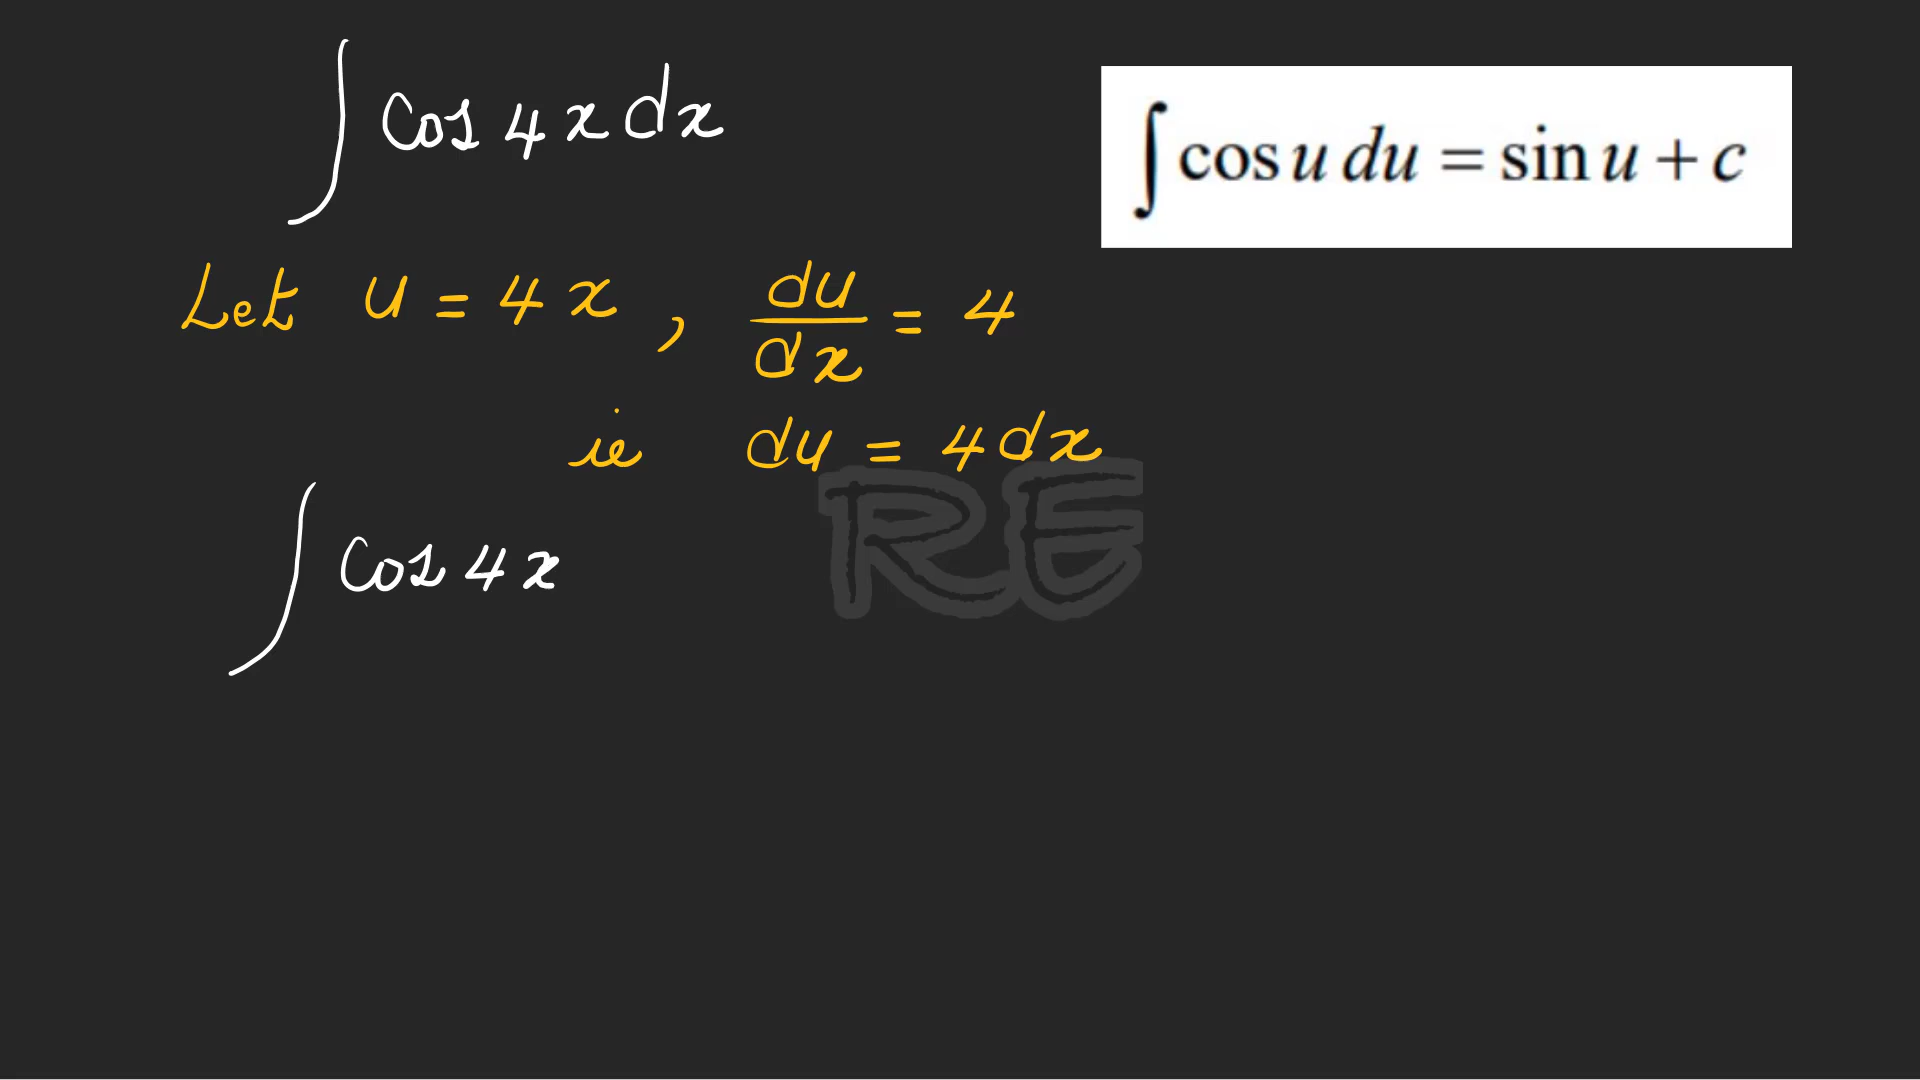 ∫ cos 4x dx
∫ cos u du = sin u + c
Let u = 4x , du/dx = 4
ie du = 4dx
∫ cos 4x
RE